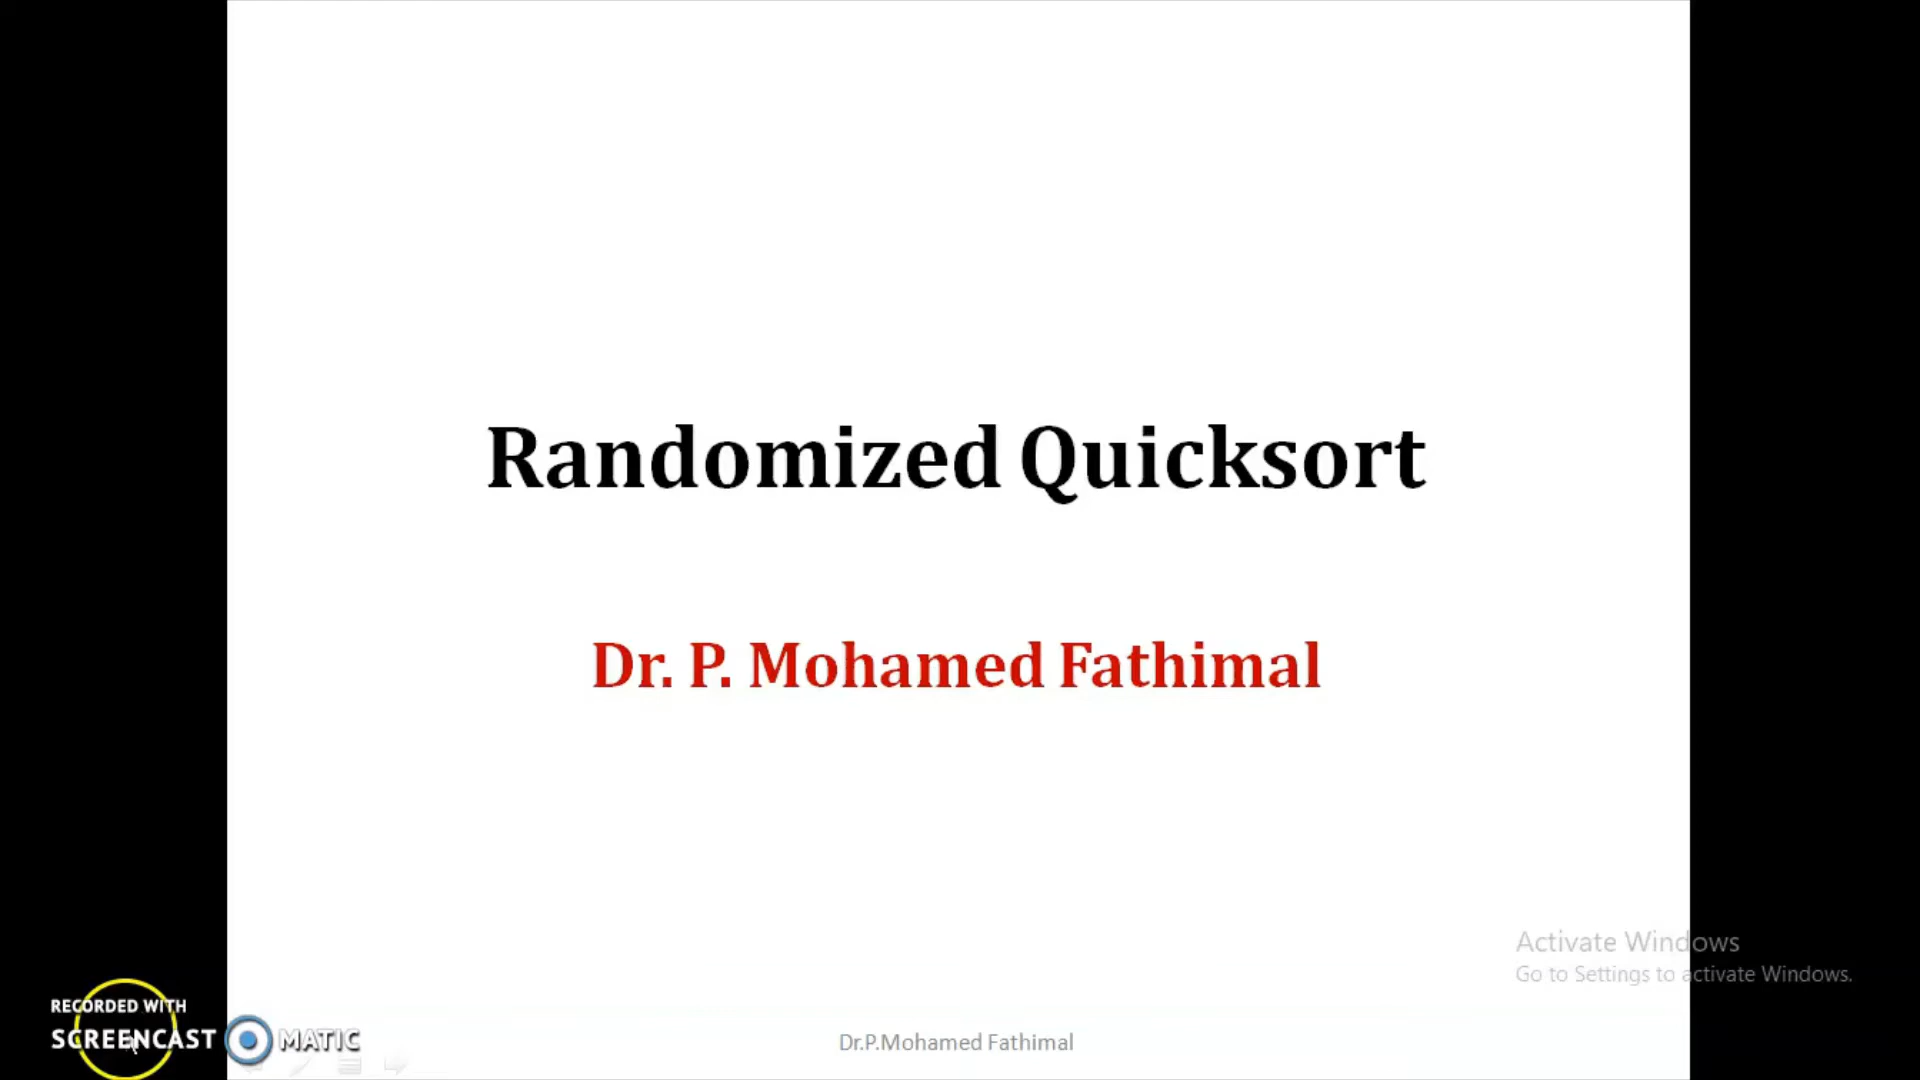 Randomized Quicksort
Dr. P. Mohamed Fathimal
Activate Windows
Go to Settings to activate Windows.
RECORDED WITH
SCREENCAST MATIC
Dr.P.Mohamed Fathimal